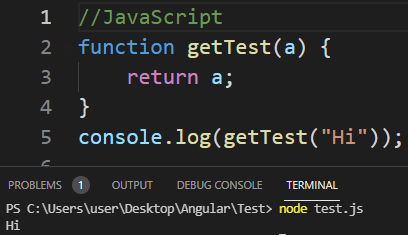 1 //JavaScript
2 function getTest(a) {
3     return a;
4 }
5 console.log(getTest("Hi"));
6
PROBLEMS 1 OUTPUT DEBUG CONSOLE TERMINAL
PS C:\Users\user\Desktop\Angular\Test> node test.js
Hi